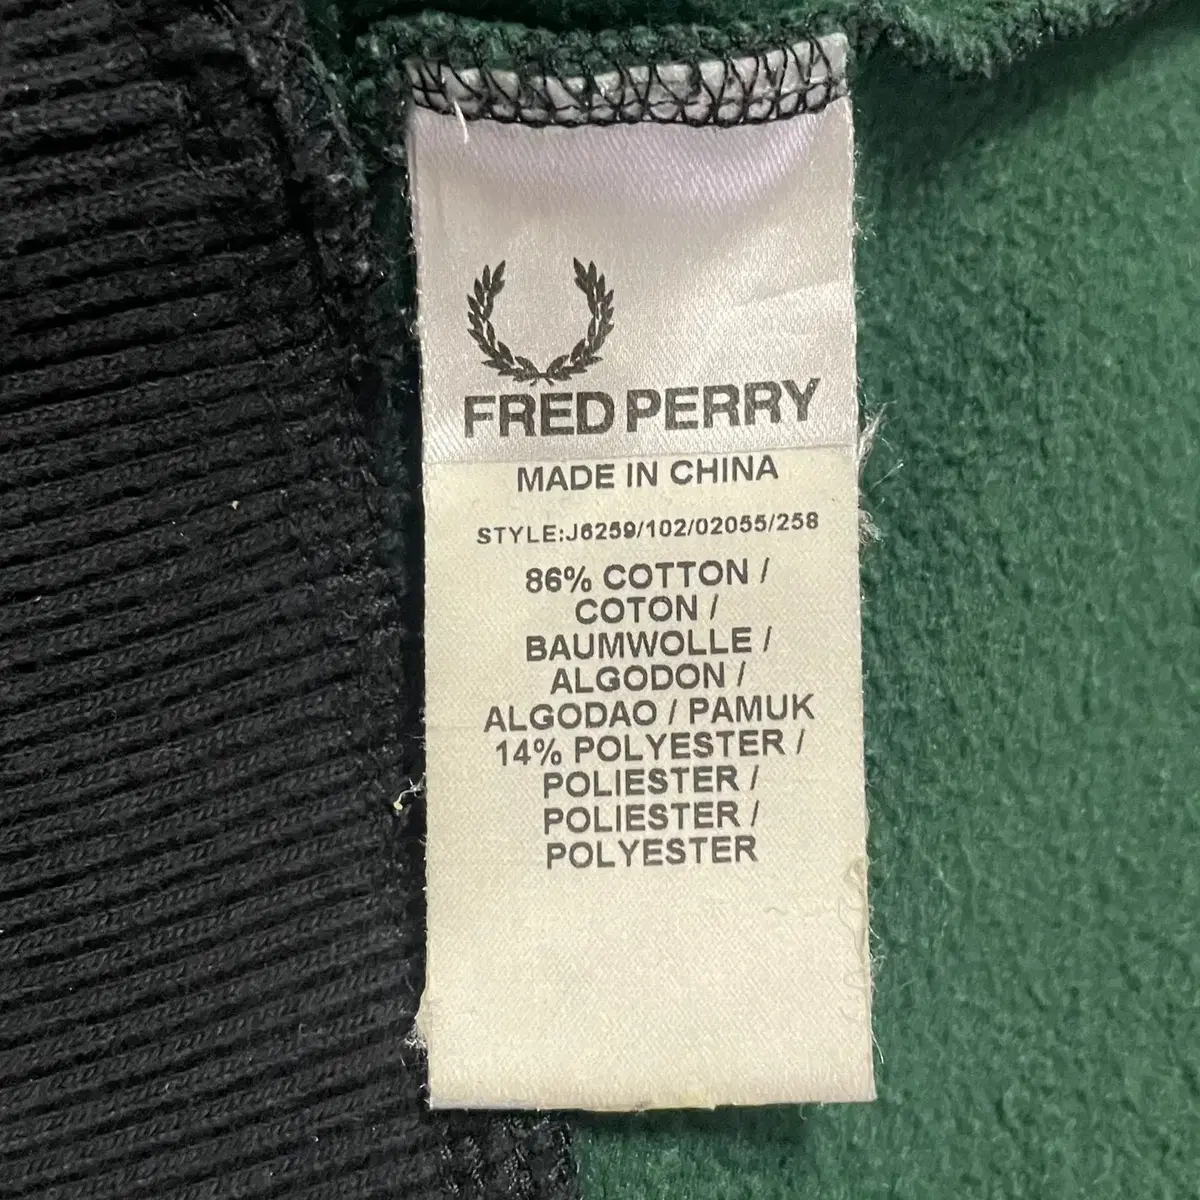 FRED PERRY
MADE IN CHINA
STYLE:J6259/102/02055/258
86% COTTON /
COTON /
BAUMWOLLE /
ALGODON /
ALGODAO / PAMUK
14% POLYESTER /
POLIESTER /
POLIESTER /
POLYESTER